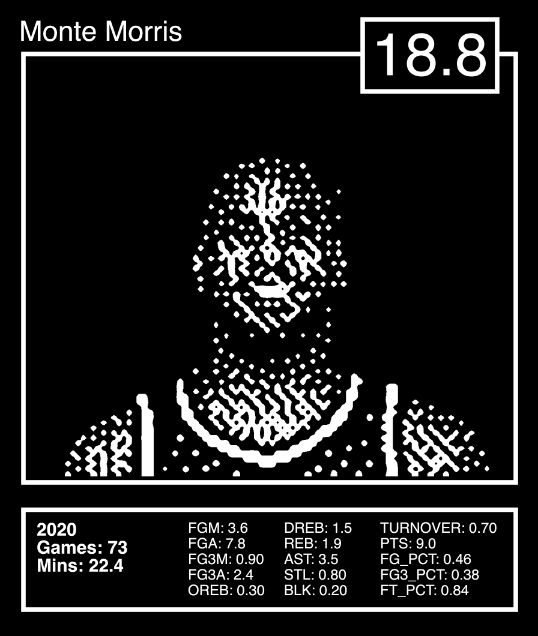 Monte Morris
18.8
2020
Games: 73
Mins: 22.4
FGM: 3.6
FGA: 7.8
FG3M: 0.90
FG3A: 2.4
OREB: 0.30
DREB: 1.5
REB: 1.9
AST: 3.5
STL: 0.80
BLK: 0.20
TURNOVER: 0.70
PTS: 9.0
FG_PCT: 0.46
FG3_PCT: 0.38
FT_PCT: 0.84